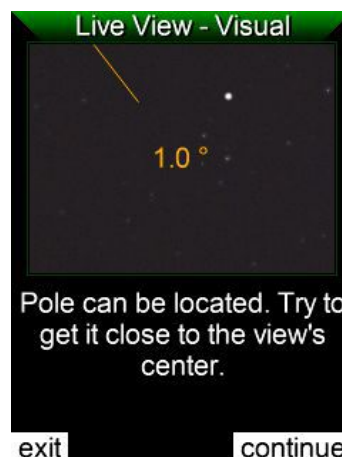 Live View - Visual
1.0 °
Pole can be located. Try to
get it close to the view's
center.
exit
continue